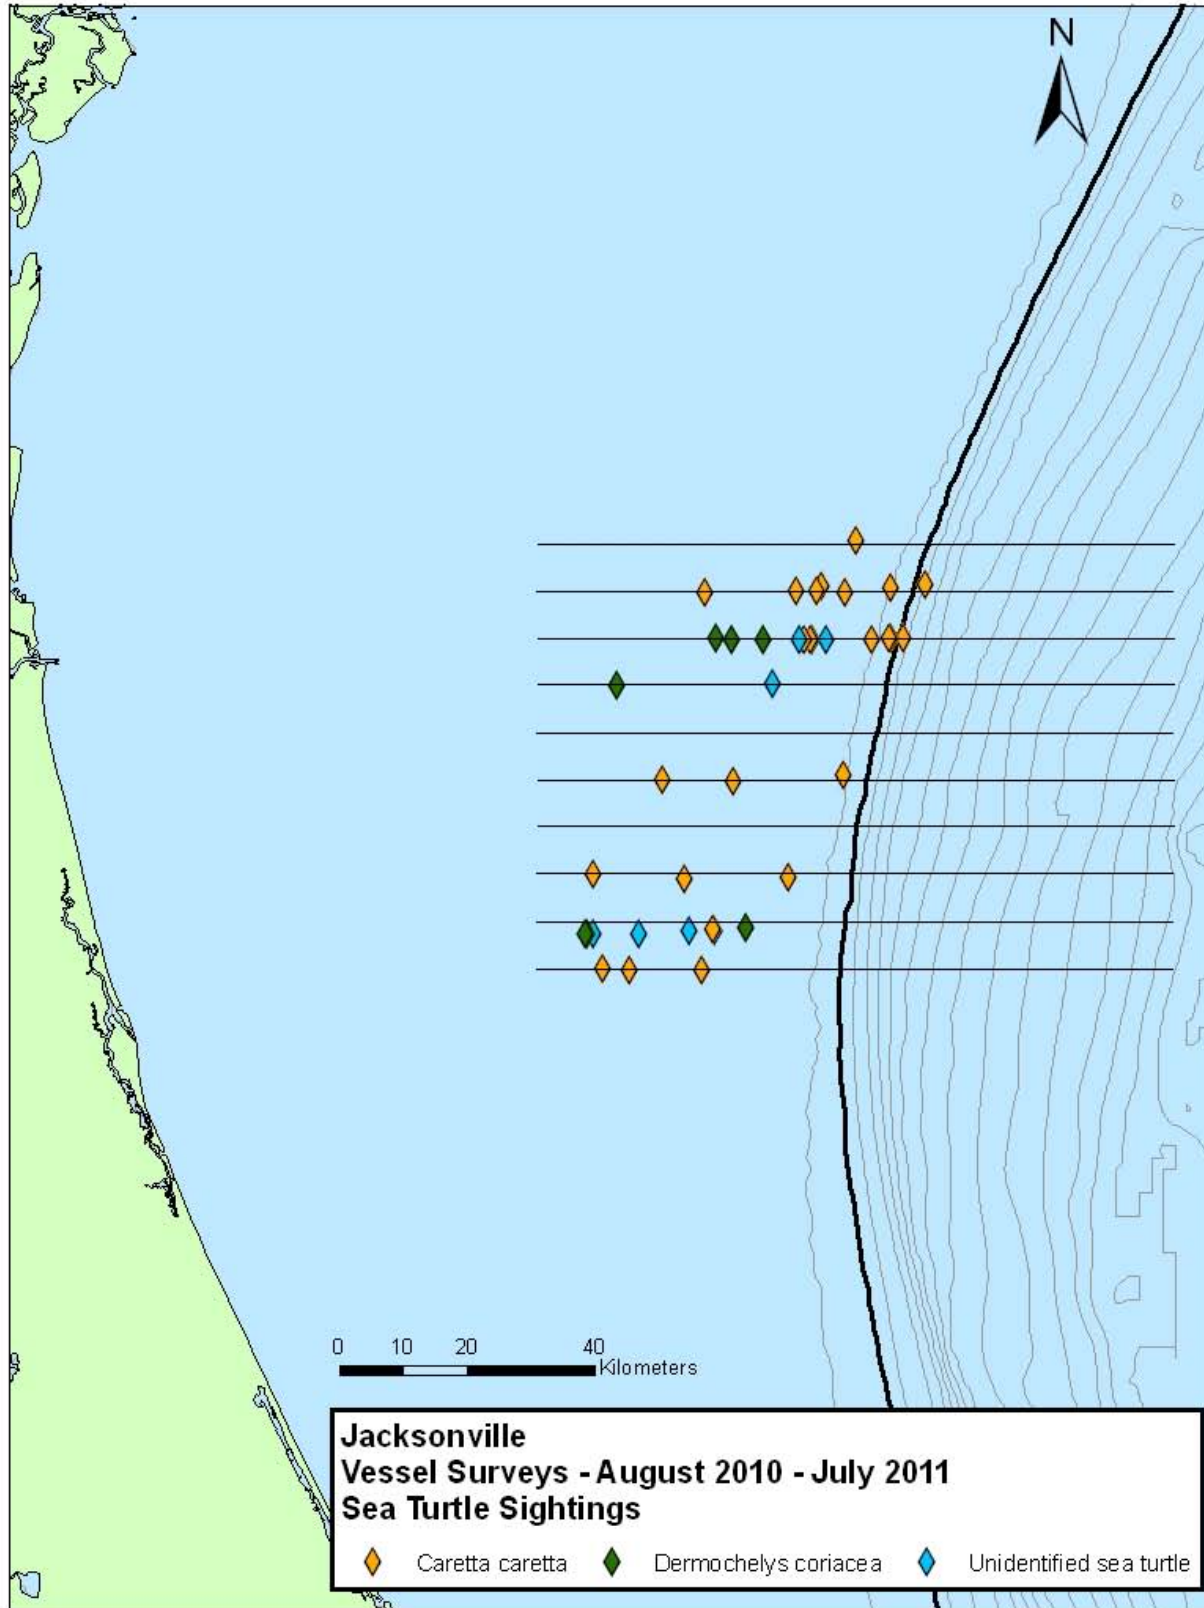 N
0 10 20 40
Kilometers
Jacksonville
Vessel Surveys - August 2010 - July 2011
Sea Turtle Sightings
Caretta caretta Dermochelys coriacea Unidentified sea turtle